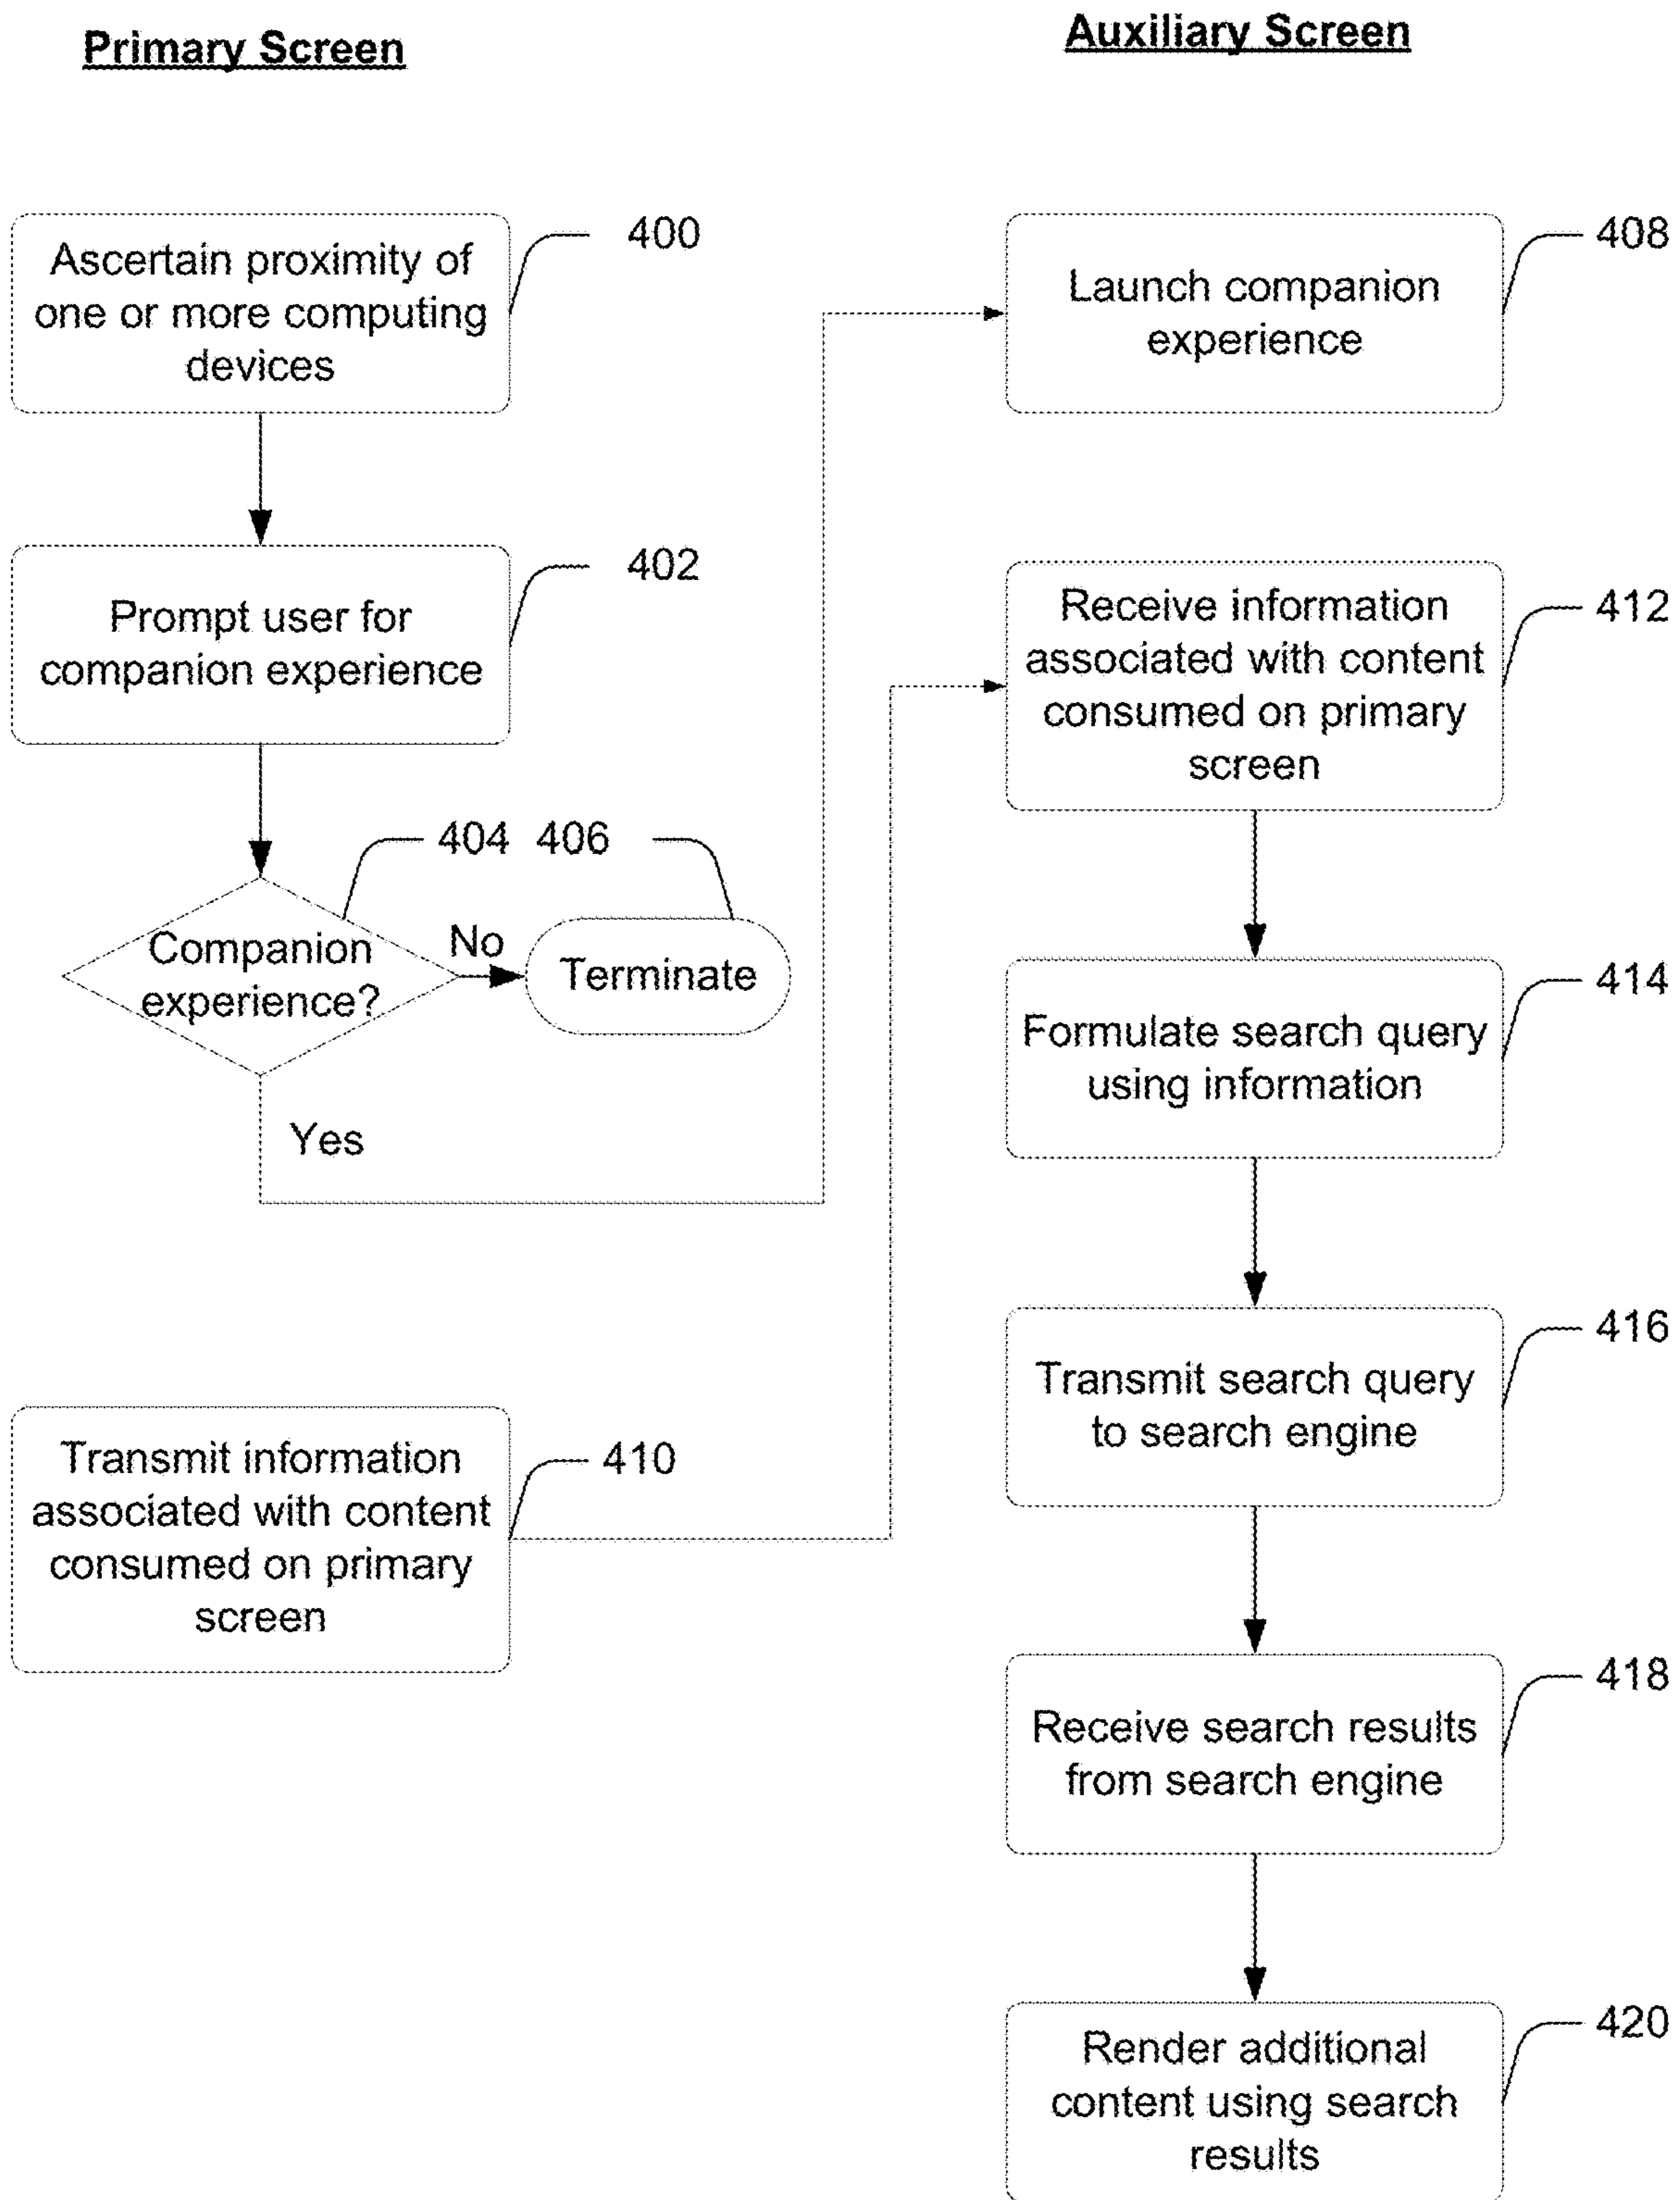 Primary Screen
Ascertain proximity of
one or more computing
devices
400
Prompt user for
companion experience
402
404 406
Companion
experience?
No
Terminate
Yes
Transmit information
associated with content
consumed on primary
screen
410
Auxiliary Screen
Launch companion
experience
408
Receive information
associated with content
consumed on primary
screen
412
Formulate search query
using information
414
Transmit search query
to search engine
416
Receive search results
from search engine
418
Render additional
content using search
results
420